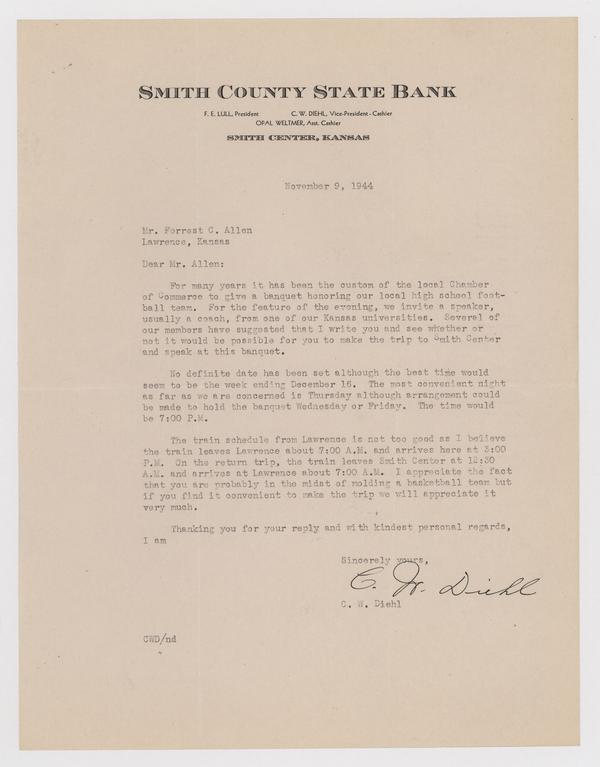 SMITH COUNTY STATE BANK
F. E. LULL, President C. W. DIEHL, Vice-President - Cashier
OPAL WELTMER, Asst. Cashier
SMITH CENTER, KANSAS
November 9, 1944
Mr. Forrest C. Allen
Lawrence, Kansas
Dear Mr. Allen:
For many years it has been the custom of the local Chamber
of Commerce to give a banquet honoring our local high school foot-
ball team. For the feature of the evening, we invite a speaker,
usually a coach, from one of our Kansas universities. Several of
our members have suggested that I write you and see whether or
not it would be possible for you to make the trip to Smith Center
and speak at this banquet.
No definite date has been set although the best time would
seem to be the week ending December 16. The most convenient night
as far as we are concerned is Thursday although arrangement could
be made to hold the banquet Wednesday or Friday. The time would
be 7:00 P.M.
The train schedule from Lawrence is not too good as I believe
the train leaves Lawrence about 7:00 A.M. and arrives here at 3:00
P.M. On the return trip, the train leaves Smith Center at 12:30
A.M. and arrives at Lawrence about 7:00 A.M. I appreciate the fact
that you are probably in the midst of molding a basketball team but
if you find it convenient to make the trip we will appreciate it
very much.
Thanking you for your reply and with kindest personal regards,
I am
Sincerely yours,
C. W. Diehl
C. W. Diehl
CWD/nd